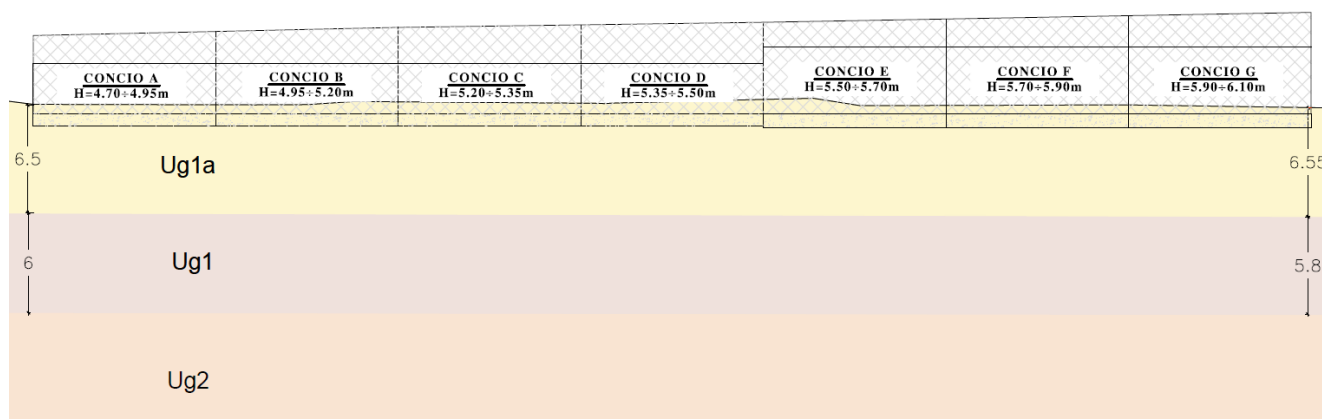 CONCIO A
H=4.70÷4.95m
CONCIO B
H=4.95÷5.20m
CONCIO C
H=5.20÷5.35m
CONCIO D
H=5.35÷5.50m
CONCIO E
H=5.50÷5.70m
CONCIO F
H=5.70÷5.90m
CONCIO G
H=5.90÷6.10m
6.5
Ug1a
6.55
6
Ug1
5.8
Ug2